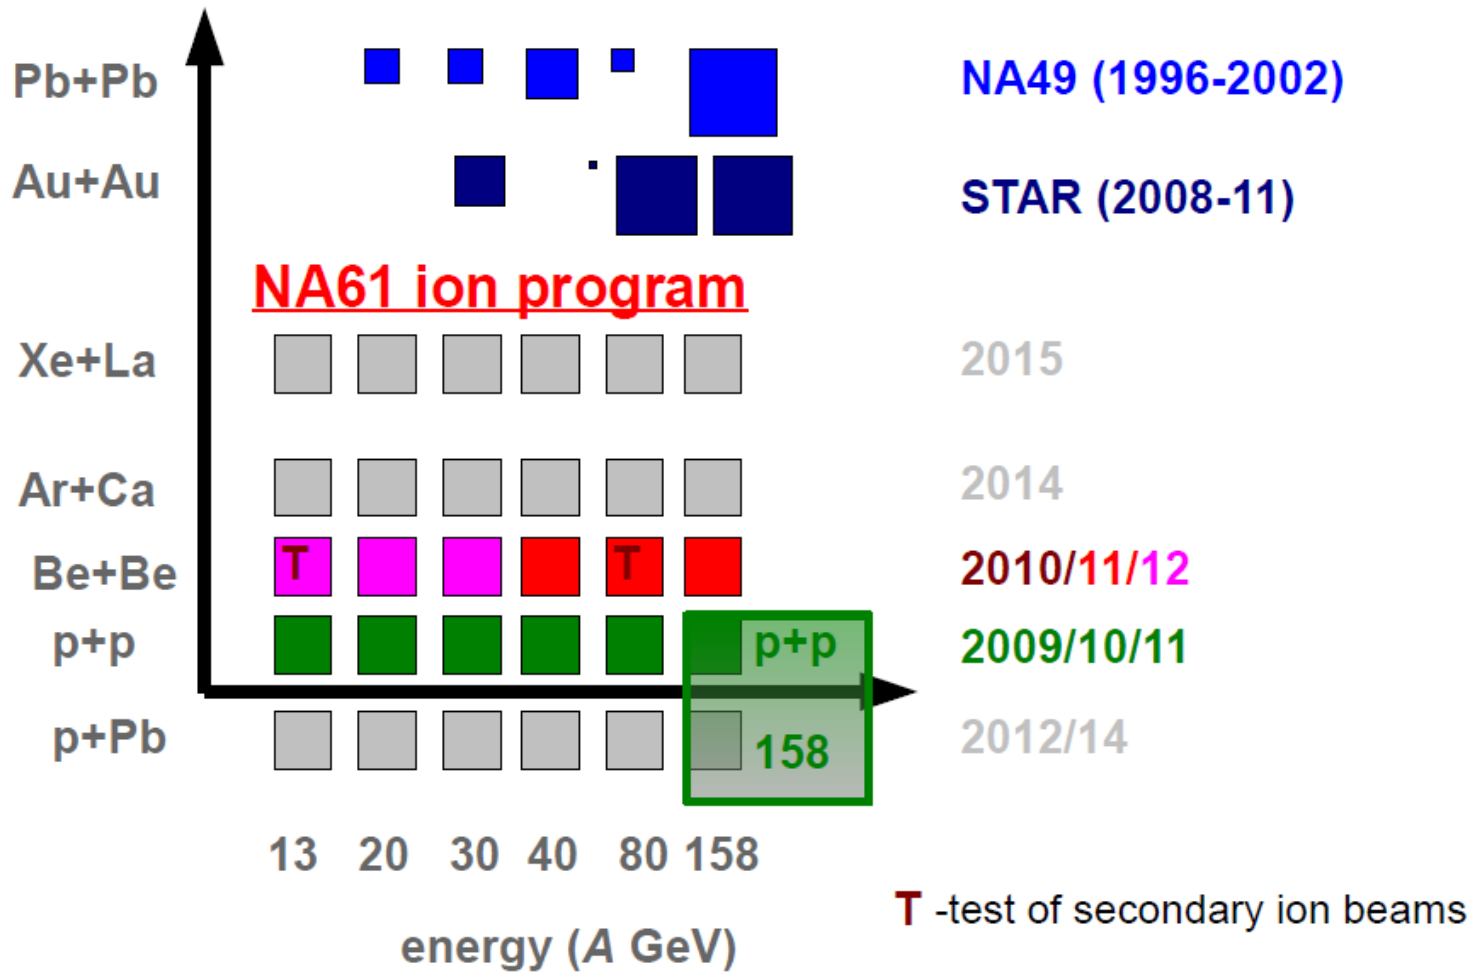 Pb+Pb NA49 (1996-2002)
Au+Au STAR (2008-11)
NA61 ion program
Xe+La 2015
Ar+Ca 2014
Be+Be T T 2010/11/12
p+p p+p 2009/10/11
p+Pb 158 2012/14
13 20 30 40 80 158
T -test of secondary ion beams
energy (A GeV)